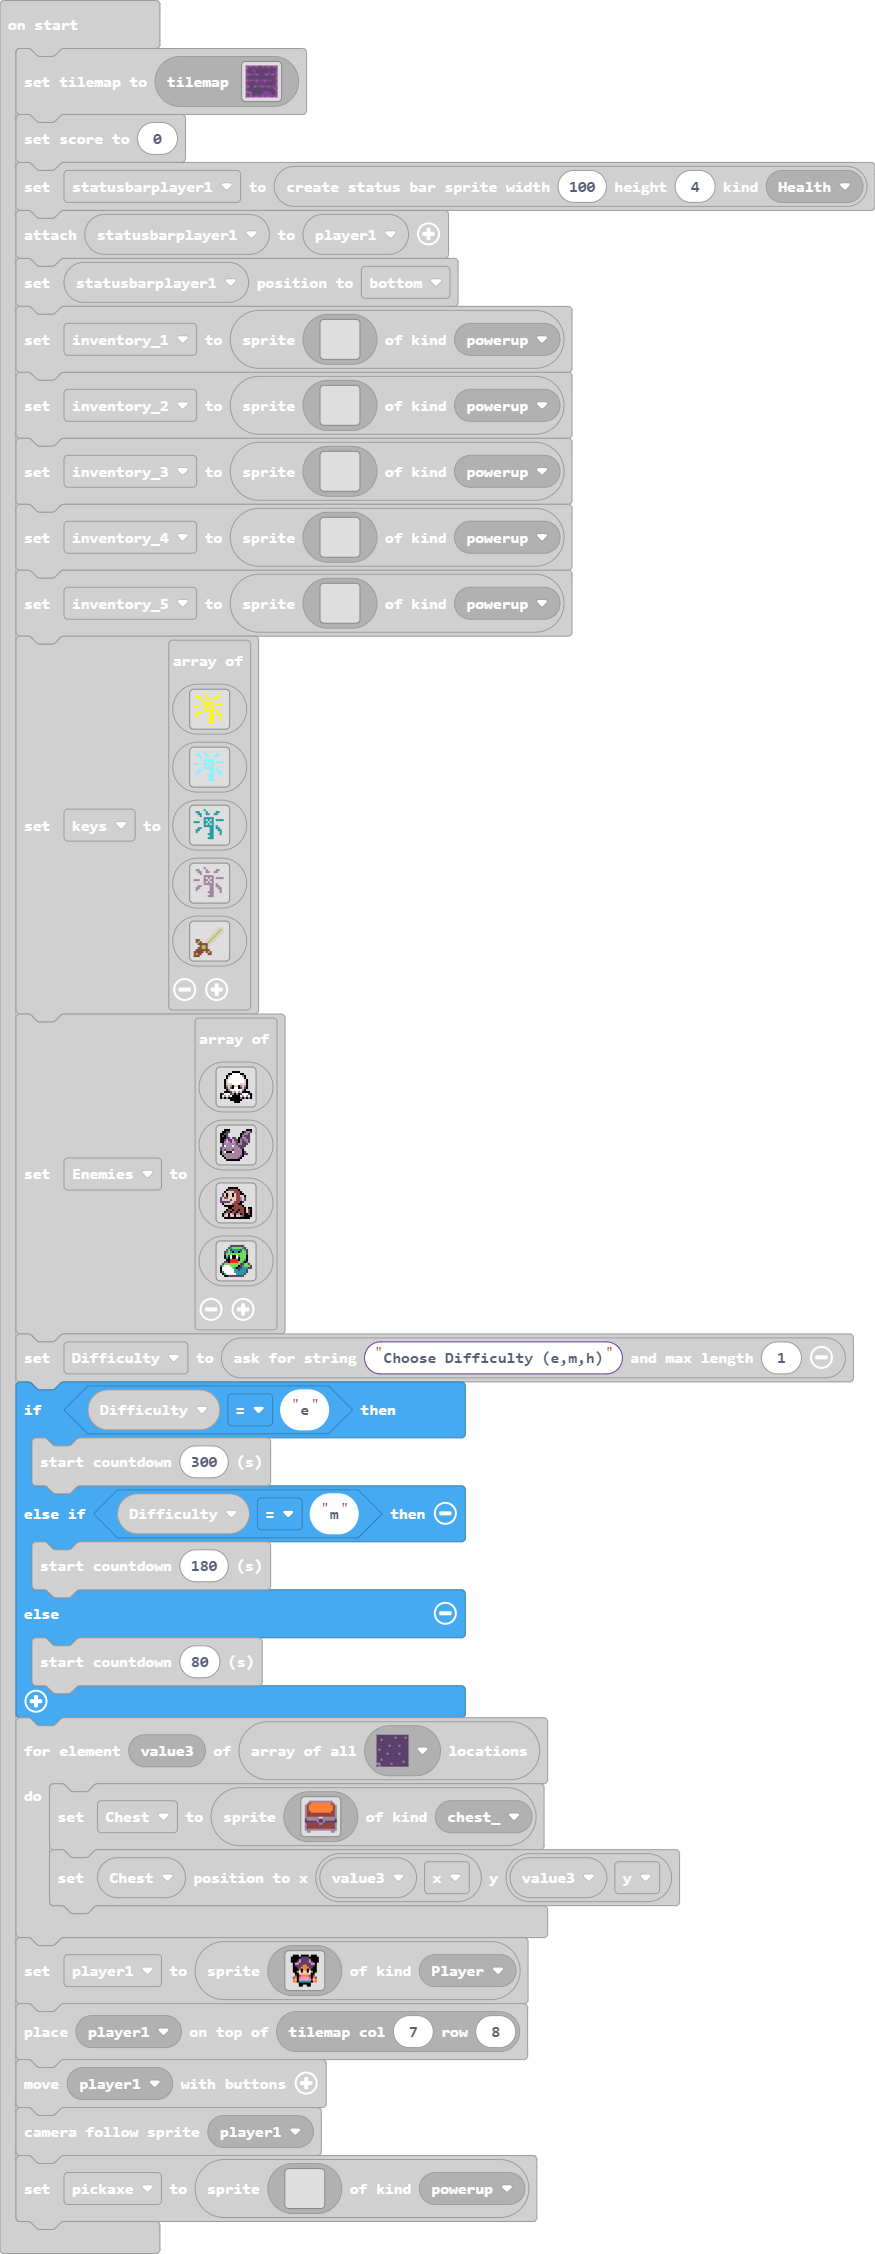 on start
set tilemap to tilemap
set score to 0
set statusbarplayer1 to create status bar sprite width 100 height 4 kind Health
attach statusbarplayer1 to player1
set statusbarplayer1 position to bottom
set inventory_1 to sprite of kind powerup
set inventory_2 to sprite of kind powerup
set inventory_3 to sprite of kind powerup
set inventory_4 to sprite of kind powerup
set inventory_5 to sprite of kind powerup
array of
set keys to
array of
set Enemies to
set Difficulty to ask for string "Choose Difficulty (e,m,h)" and max length 1
if Difficulty = "e" then
start countdown 300 (s)
else if Difficulty = "m" then
start countdown 180 (s)
else
start countdown 80 (s)
for element value3 of array of all locations
do
set Chest to sprite of kind chest_
set Chest position to x value3 x y value3 y
set player1 to sprite of kind Player
place player1 on top of tilemap col 7 row 8
move player1 with buttons
camera follow sprite player1
set pickaxe to sprite of kind powerup